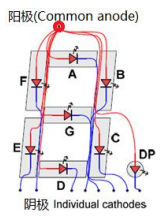 阳极(Common anode)
A
F
B
G
E
C
DP
D
阴极 Individual cathodes